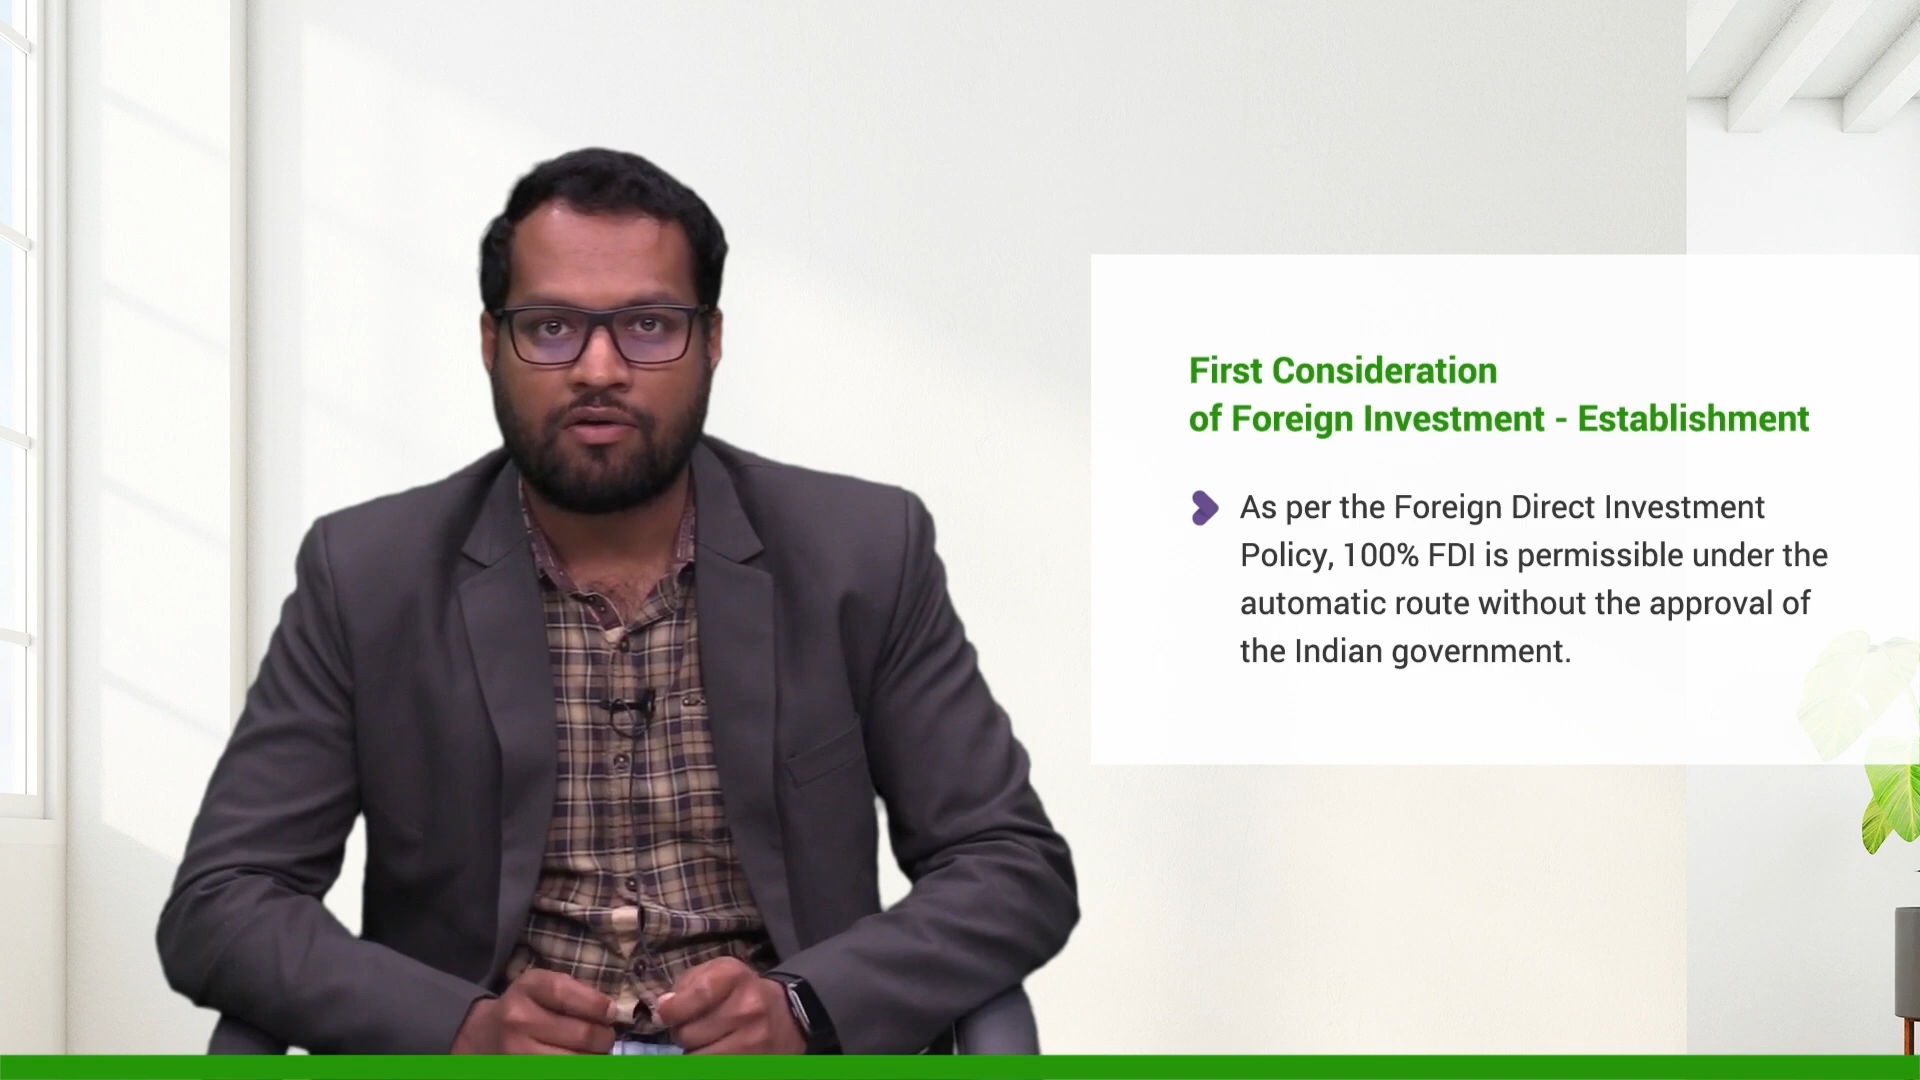 First Consideration
of Foreign Investment - Establishment
As per the Foreign Direct Investment
Policy, 100% FDI is permissible under the
automatic route without the approval of
the Indian government.